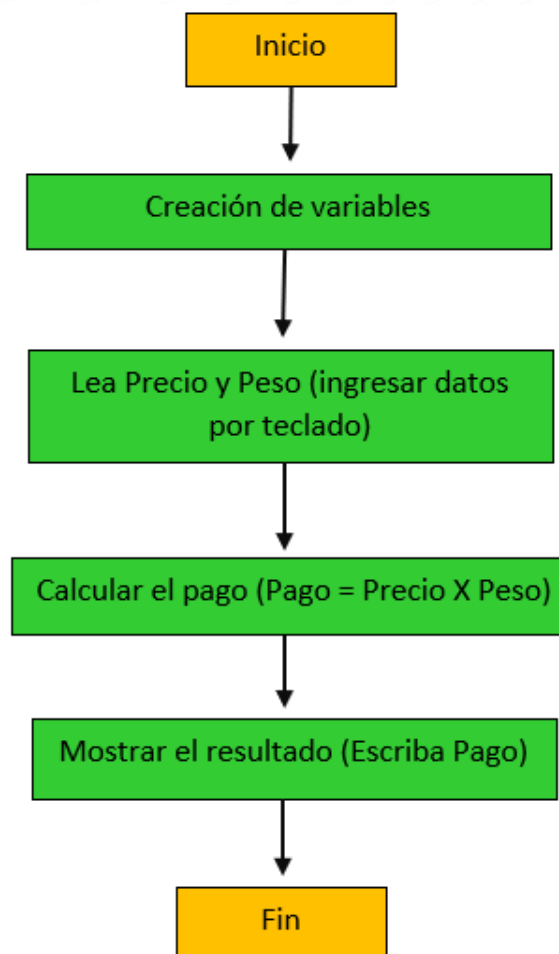 Inicio
Creación de variables
Lea Precio y Peso (ingresar datos
por teclado)
Calcular el pago (Pago = Precio X Peso)
Mostrar el resultado (Escriba Pago)
Fin